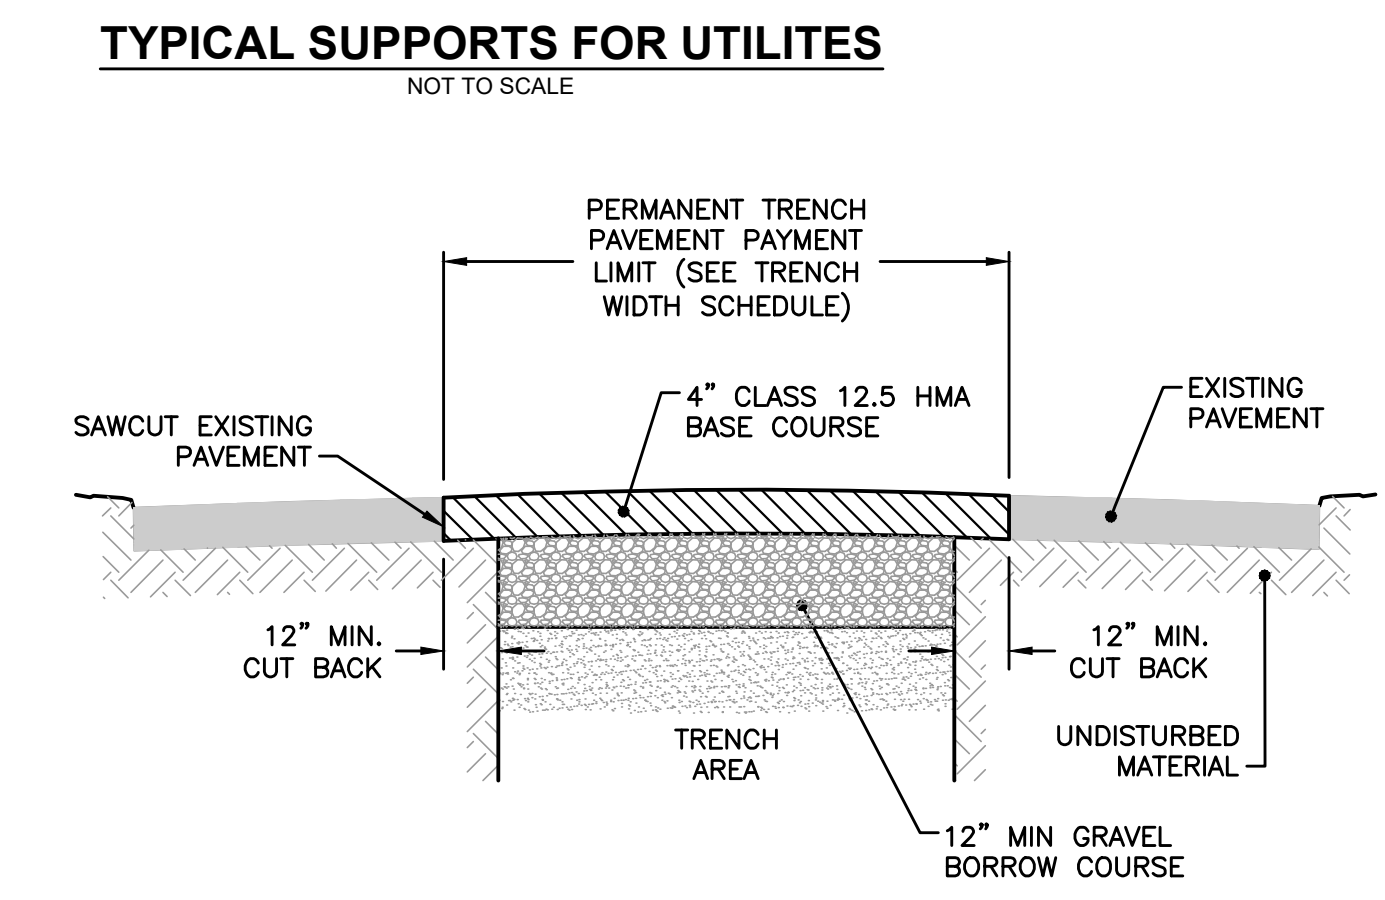 TYPICAL SUPPORTS FOR UTILITES
NOT TO SCALE
PERMANENT TRENCH
PAVEMENT PAYMENT
LIMIT (SEE TRENCH
WIDTH SCHEDULE)
4” CLASS 12.5 HMA
BASE COURSE
EXISTING
PAVEMENT
SAWCUT EXISTING
PAVEMENT
12” MIN.
CUT BACK
12” MIN.
CUT BACK
TRENCH
AREA
UNDISTURBED
MATERIAL
12” MIN GRAVEL
BORROW COURSE